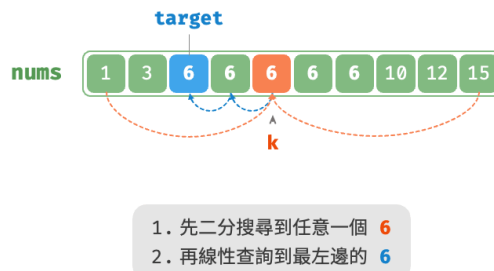 target
nums 1 3 6 6 6 6 6 10 12 15
k
1. 先二分搜尋到任意一個 6
2. 再線性查詢到最左邊的 6